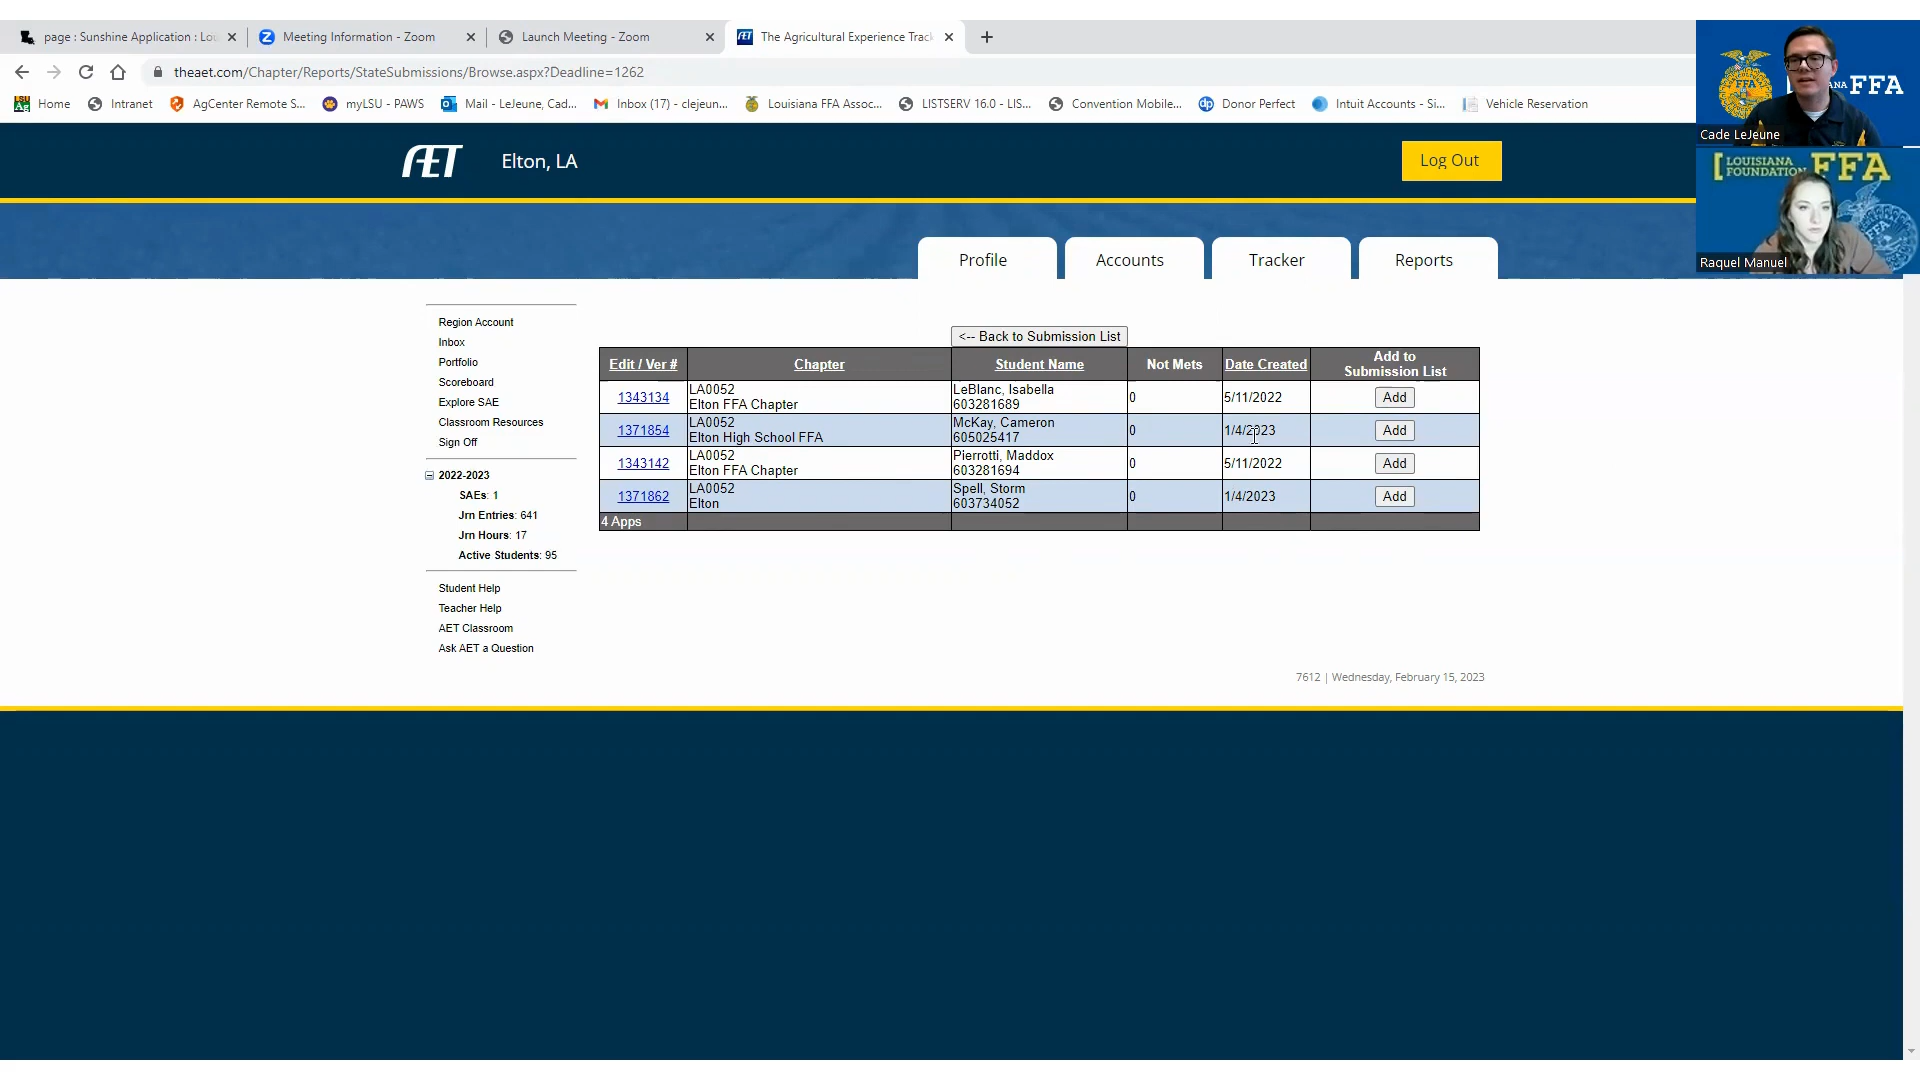 page : Sunshine Application : Lou
Meeting Information - Zoom
Launch Meeting - Zoom
The Agricultural Experience Track
theaet.com/Chapter/Reports/StateSubmissions/Browse.aspx?Deadline=1262
Home
Intranet
AgCenter Remote S...
myLSU - PAWS
Mail - LeJeune, Cad...
Inbox (17) - clejeun...
Louisiana FFA Assoc...
LISTSERV 16.0 - LIS...
Convention Mobile...
Donor Perfect
Intuit Accounts - Si...
Vehicle Reservation
FFA
Cade LeJeune
LOUISIANA FFA
FOUNDATION
Raquel Manuel
AET
Elton, LA
Log Out
Profile
Accounts
Tracker
Reports
Region Account
Inbox
Portfolio
Scoreboard
Explore SAE
Classroom Resources
Sign Off
2022-2023
SAEs: 1
Jrn Entries: 641
Jrn Hours: 17
Active Students: 95
Student Help
Teacher Help
AET Classroom
Ask AET a Question
<-- Back to Submission List
Edit / Ver # Chapter Student Name Not Mets Date Created Add to Submission List
1343134 LA0052 Elton FFA Chapter LeBlanc, Isabella 603281689 0 5/11/2022 Add
1371854 LA0052 Elton High School FFA McKay, Cameron 605025417 0 1/4/2023 Add
1343142 LA0052 Elton FFA Chapter Pierrotti, Maddox 603281694 0 5/11/2022 Add
1371862 LA0052 Elton Spell, Storm 603734052 0 1/4/2023 Add
4 Apps
7612 | Wednesday, February 15, 2023